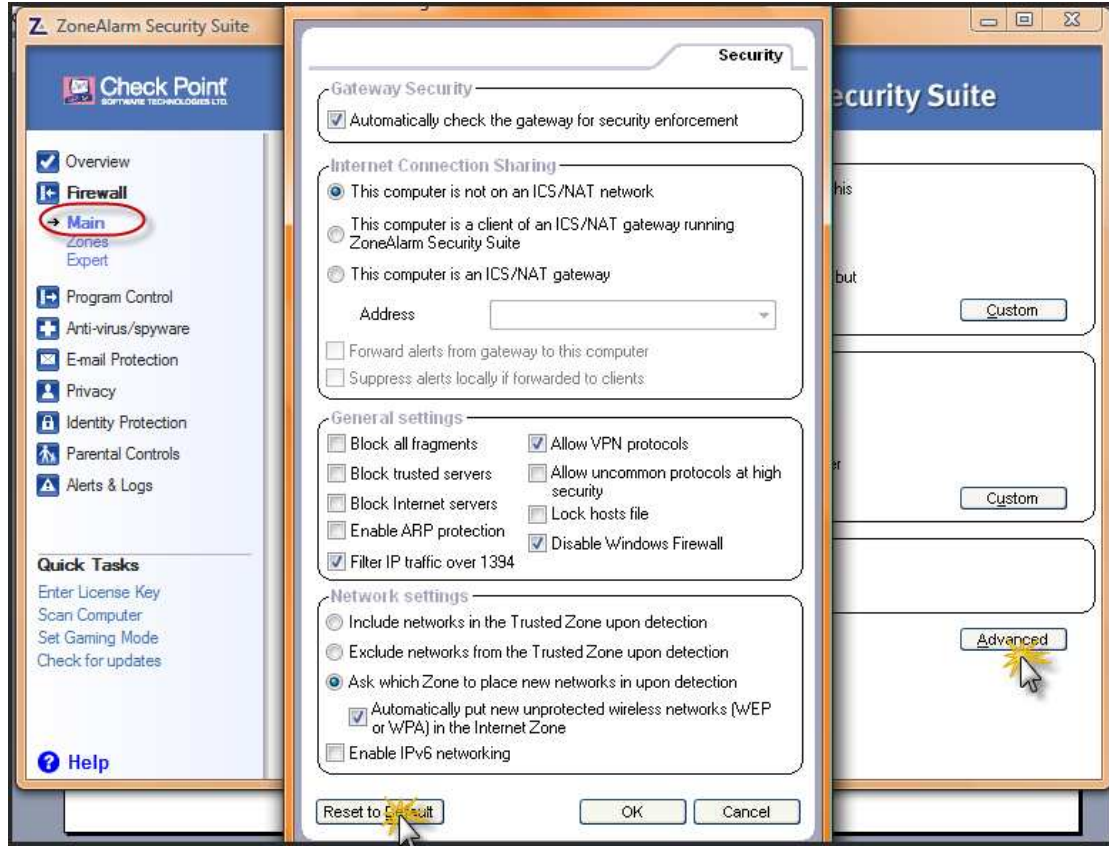 ZoneAlarm Security Suite
Check Point
SOFTWARE TECHNOLOGIES LTD.
ecurity Suite
Overview
Firewall
Main
Zones
Expert
Program Control
Anti-virus/spyware
E-mail Protection
Privacy
Identity Protection
Parental Controls
Alerts & Logs
Quick Tasks
Enter License Key
Scan Computer
Set Gaming Mode
Check for updates
Help
Security
Gateway Security
Automatically check the gateway for security enforcement
Internet Connection Sharing
This computer is not on an ICS/NAT network
This computer is a client of an ICS/NAT gateway running
ZoneAlarm Security Suite
This computer is an ICS/NAT gateway
Address
Forward alerts from gateway to this computer
Suppress alerts locally if forwarded to clients
General settings
Block all fragments
Block trusted servers
Block Internet servers
Enable ARP protection
Filter IP traffic over 1394
Allow VPN protocols
Allow uncommon protocols at high
security
Lock hosts file
Disable Windows Firewall
Network settings
Include networks in the Trusted Zone upon detection
Exclude networks from the Trusted Zone upon detection
Ask which Zone to place new networks in upon detection
Automatically put new unprotected wireless networks (WEP
or WPA) in the Internet Zone
Enable IPv6 networking
Reset to Default
OK
Cancel
his
but
Custom
er
Custom
Advanced